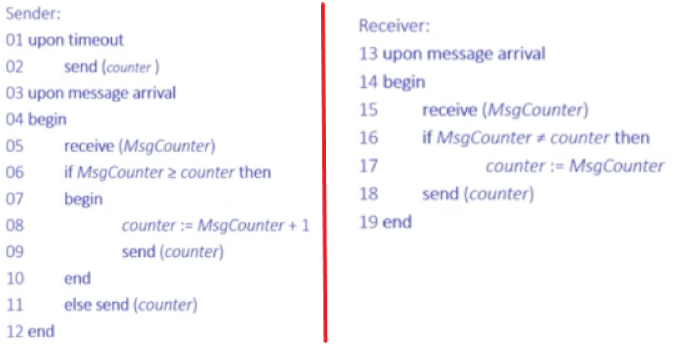 Sender:
01 upon timeout
02 send (counter )
03 upon message arrival
04 begin
05 receive (MsgCounter)
06 if MsgCounter ≥ counter then
07 begin
08 counter := MsgCounter + 1
09 send (counter)
10 end
11 else send (counter)
12 end
Receiver:
13 upon message arrival
14 begin
15 receive (MsgCounter)
16 if MsgCounter ≠ counter then
17 counter := MsgCounter
18 send (counter)
19 end